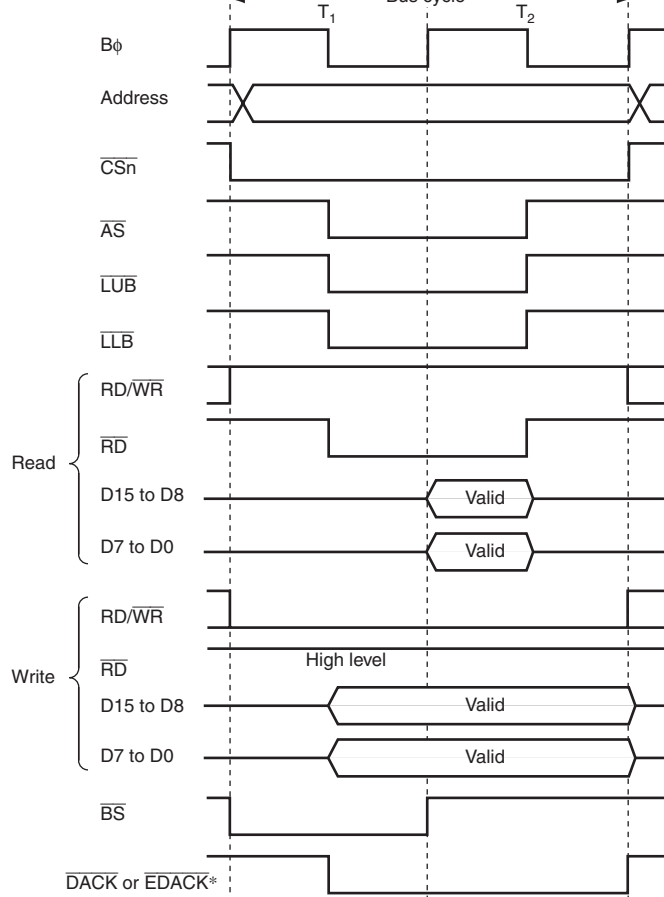 Bus cycle
T1 T2
Bφ
Address
CSn
AS
LUB
LLB
RD/WR
Read
RD
D15 to D8 Valid
D7 to D0 Valid
RD/WR
Write
RD High level
D15 to D8 Valid
D7 to D0 Valid
BS
DACK or EDACK*